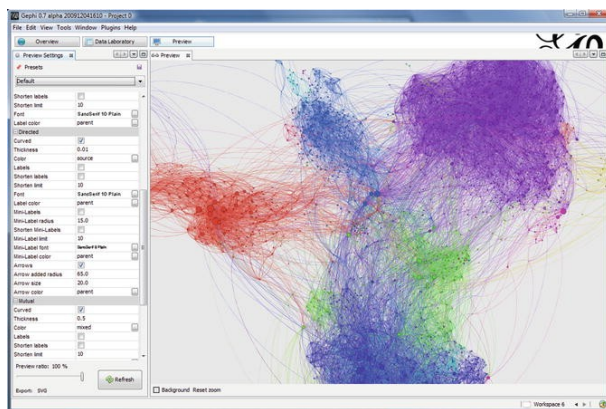 Gephi 0.7 alpha 200912041610 - Project 0
File Edit View Tools Window Plugins Help
Overview Data Laboratory Preview
Preview Settings
Preview
Presets
Default
Shorten labels
Shorten limit 10
Font SansSerif 10 Plain
Label color parent
Directed
Curved
Thickness 0.01
Color source
Labels
Shorten labels
Shorten limit 10
Font SansSerif 10 Plain
Label color parent
Mini-Labels
Mini-Label radius 15.0
Shorten Mini-Labels
Mini-Label limit 10
Mini-Label font SansSerif 8 Plain
Mini-Label color parent
Arrows
Arrow added radius 65.0
Arrow size 20.0
Arrow color parent
Mutual
Curved
Thickness 0.5
Color mixed
Labels
Shorten labels
Shorten limit 10
Preview ratio: 100 %
Refresh
Export: SVG
Background Reset zoom
Workspace 6